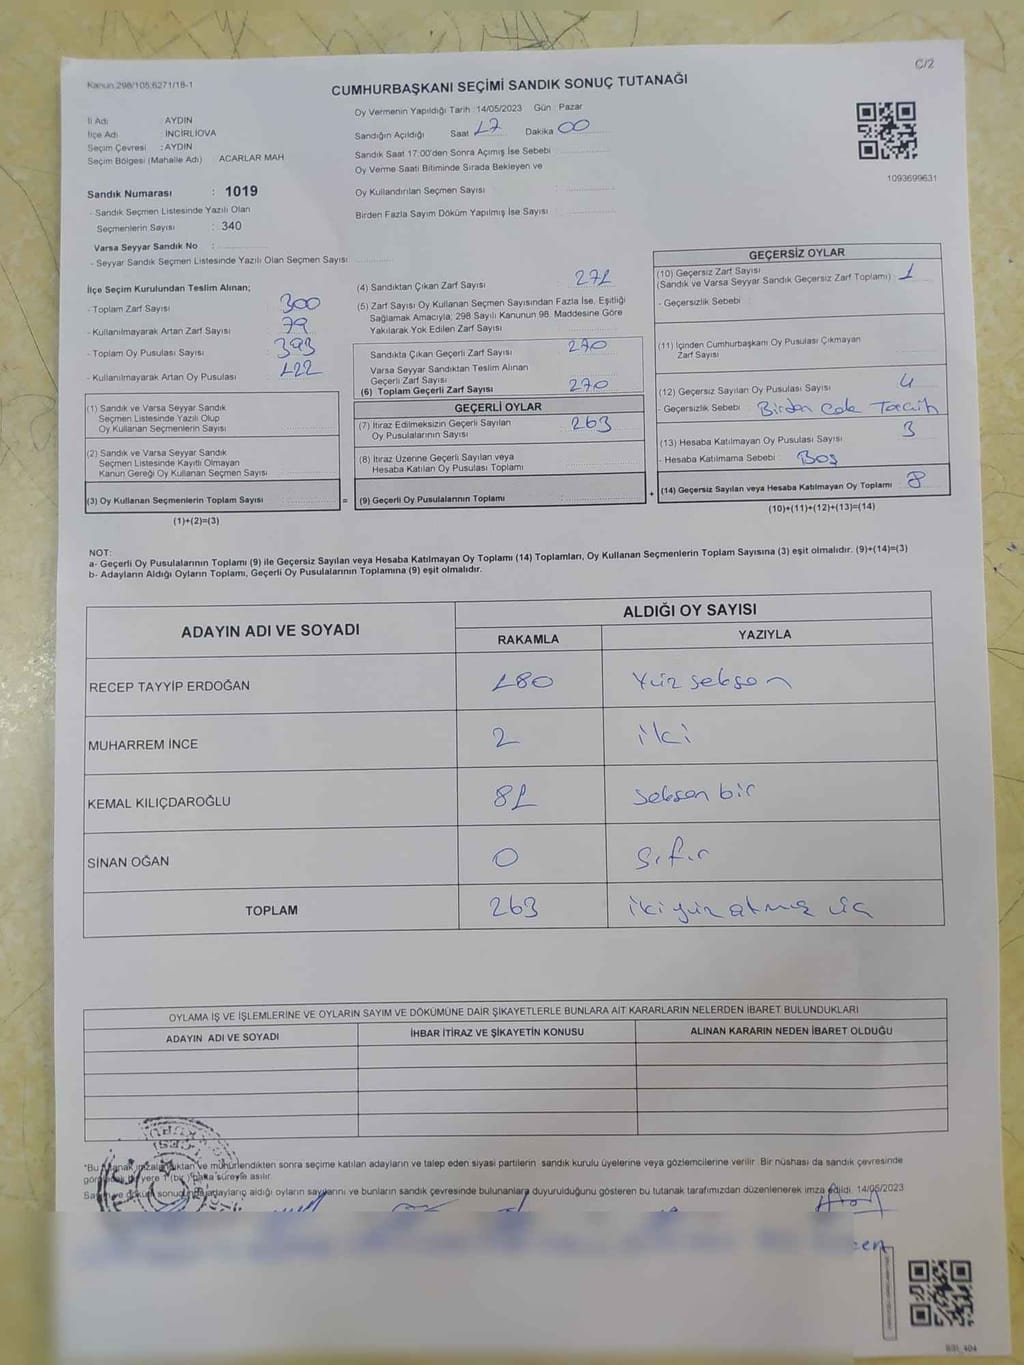 C/2
Kanun:298/105;6271/18-1
CUMHURBAŞKANI SEÇİMİ SANDIK SONUÇ TUTANAĞI
İl Adı : AYDIN
İlçe Adı : İNCİRLİOVA
Seçim Çevresi : AYDIN
Seçim Bölgesi (Mahalle Adı) : ACARLAR MAH
Oy Vermenin Yapıldığı Tarih : 14/05/2023 Gün : Pazar
Sandığın Açıldığı Saat 17 Dakika 00
Sandık Saat 17:00'den Sonra Açımış İse Sebebi
Oy Verme Saati Bitiminde Sırada Bekleyen ve
Oy Kullandırılan Seçmen Sayısı :
Birden Fazla Sayım Döküm Yapılmış İse Sayısı :
1093699631
Sandık Numarası : 1019
- Sandık Seçmen Listesinde Yazılı Olan
Seçmenlerin Sayısı : 340
Varsa Seyyar Sandık No :
- Seyyar Sandık Seçmen Listesinde Yazılı Olan Seçmen Sayısı:
İlçe Seçim Kurulundan Teslim Alınan;
- Toplam Zarf Sayısı : 300
- Kullanılmayarak Artan Zarf Sayısı : 79
- Toplam Oy Pusulası Sayısı : 393
- Kullanılmayarak Artan Oy Pusulası : 122
(1) Sandık ve Varsa Seyyar Sandık
Seçmen Listesinde Yazılı Olup
Oy Kullanan Seçmenlerin Sayısı :
(2) Sandık ve Varsa Seyyar Sandık
Seçmen Listesinde Kayıtlı Olmayan
Kanun Gereği Oy Kullanan Seçmen Sayısı :
(3) Oy Kullanan Seçmenlerin Toplam Sayısı : =
(1)+(2)=(3)
(4) Sandıktan Çıkan Zarf Sayısı : 271
(5) Zarf Sayısı Oy Kullanan Seçmen Sayısından Fazla İse, Eşitliği
Sağlamak Amacıyla, 298 Sayılı Kanunun 98. Maddesine Göre
Yakılarak Yok Edilen Zarf Sayısı :
Sandıkta Çıkan Geçerli Zarf Sayısı : 270
Varsa Seyyar Sandıktan Teslim Alınan
Geçerli Zarf Sayısı :
(6) Toplam Geçerli Zarf Sayısı : 270
GEÇERLİ OYLAR
(7) İtiraz Edilmeksizin Geçerli Sayılan
Oy Pusulalarının Sayısı : 263
(8) İtiraz Üzerine Geçerli Sayılan veya
Hesaba Katılan Oy Pusulası Toplamı :
(9) Geçerli Oy Pusulalarının Toplamı : +
GEÇERSİZ OYLAR
(10) Geçersiz Zarf Sayısı
(Sandık ve Varsa Seyyar Sandık Geçersiz Zarf Toplamı) : 1
- Geçersizlik Sebebi :
(11) İçinden Cumhurbaşkanı Oy Pusulası Çıkmayan
Zarf Sayısı :
(12) Geçersiz Sayılan Oy Pusulası Sayısı : 4
- Geçersizlik Sebebi : Birden Çok Tercih
(13) Hesaba Katılmayan Oy Pusulası Sayısı : 3
- Hesaba Katılmama Sebebi : Boş
(14) Geçersiz Sayılan veya Hesaba Katılmayan Oy Toplamı : 8
(10)+(11)+(12)+(13)=(14)
NOT:
a- Geçerli Oy Pusulalarının Toplamı (9) ile Geçersiz Sayılan veya Hesaba Katılmayan Oy Toplamı (14) Toplamları, Oy Kullanan Seçmenlerin Toplam Sayısına (3) eşit olmalıdır. (9)+(14)=(3)
b- Adayların Aldığı Oyların Toplamı, Geçerli Oy Pusulalarının Toplamına (9) eşit olmalıdır.
ADAYIN ADI VE SOYADI
ALDIĞI OY SAYISI
RAKAMLA YAZIYLA
RECEP TAYYİP ERDOĞAN 180 Yüz seksen
MUHARREM İNCE 2 iki
KEMAL KILIÇDAROĞLU 81 Seksen bir
SİNAN OĞAN 0 Sıfır
TOPLAM 263 iki yüz atmış üç
OYLAMA İŞ VE İŞLEMLERİNE VE OYLARIN SAYIM VE DÖKÜMÜNE DAİR ŞİKAYETLERLE BUNLARA AİT KARARLARIN NELERDEN İBARET BULUNDUKLARI
ADAYIN ADI VE SOYADI İHBAR İTİRAZ VE ŞİKAYETİN KONUSU ALINAN KARARIN NEDEN İBARET OLDUĞU
*Bu tutanak imzalandıktan ve mühürlendikten sonra seçime katılan adayların ve talep eden siyasi partilerin sandık kurulu üyelerine veya gözlemcilerine verilir. Bir nüshası da sandık çevresinde
görülebilir bir yere 1 (bir) hafta süreyle asılır.
Sayım ve döküm sonucunda adayların aldığı oyların sayılarını ve bunların sandık çevresinde bulunanlara duyurulduğunu gösteren bu tutanak tarafımızdan düzenlenerek imza edildi. 14/05/2023